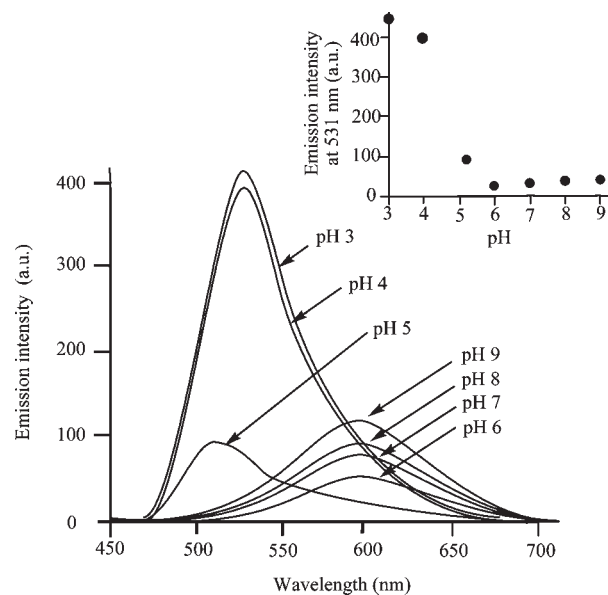 400
300
400
100
0
3
4
5
6
7
8
9
pH
Emission intensity
at 531 nm (a.u.)
400
300
200
100
0
Emission intensity (a.u.)
pH 3
pH 4
pH 5
pH 9
pH 8
pH 7
pH 6
450
500
550
600
650
700
Wavelength (nm)